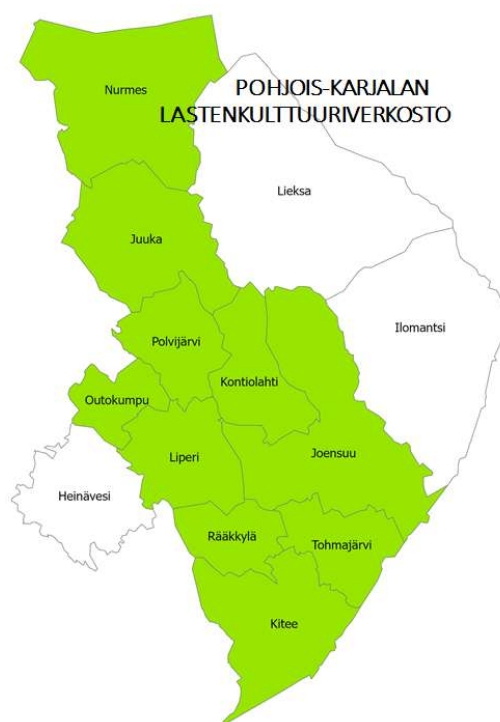 POHJOIS-KARJALAN
LASTENKULTTUURIVERKOSTO
Nurmes
Lieksa
Juuka
Ilomantsi
Polvijärvi
Kontiolahti
Outokumpu
Liperi
Joensuu
Heinävesi
Rääkkylä
Tohmajärvi
Kitee